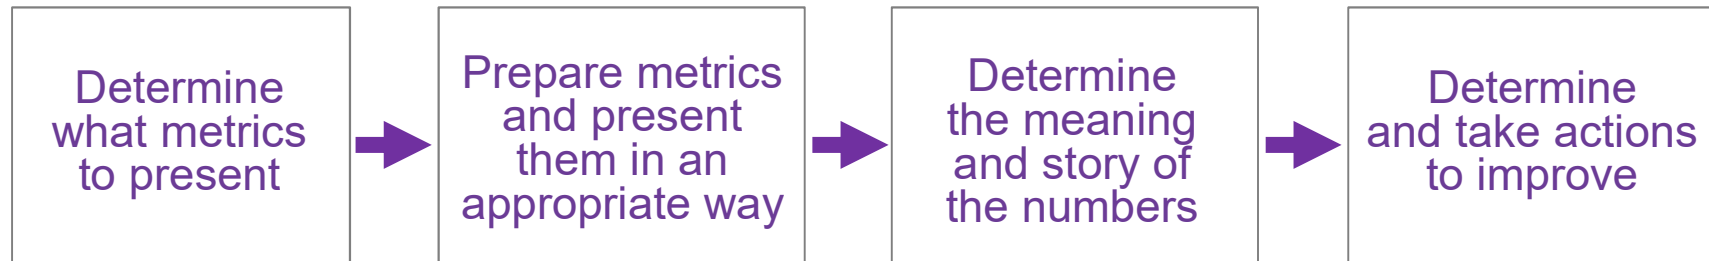 Determine
what metrics
to present
Prepare metrics
and present
them in an
appropriate way
Determine
the meaning
and story of
the numbers
Determine
and take actions
to improve